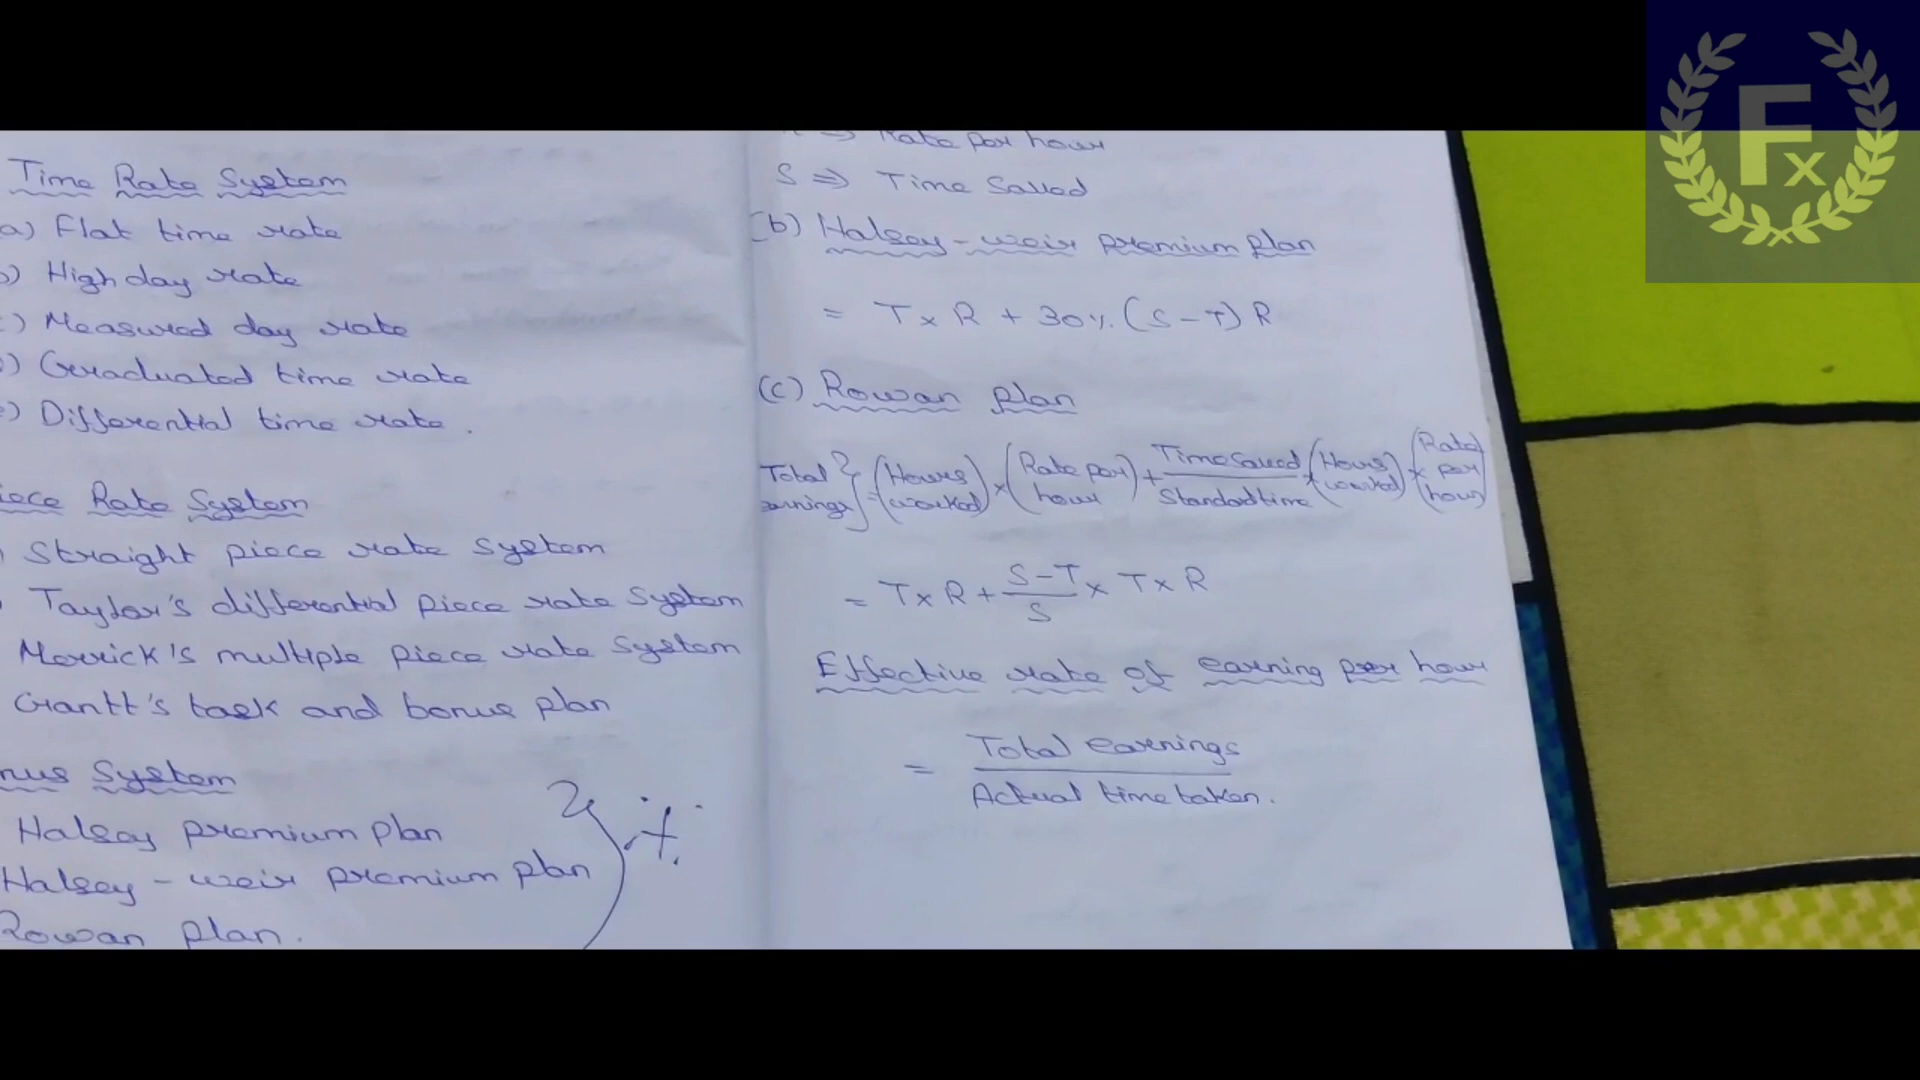 Time Rate System
a) Flat time rate
b) High day rate
c) Measured day rate
d) Graduated time rate
e) Differential time rate.
iece Rate System
Straight piece rate system
Taylor's differential piece rate system
Merrick's multiple piece rate system
Gantt's task and bonus plan
nus System
Halsey premium plan
Halsey - weir premium plan
Rowan plan.
R ⇒ Rate per hour
S ⇒ Time Saved
(b) Halsey - weir premium plan
= T x R + 30% (S - T) R
(c) Rowan plan
Total earnings } = (Hours worked) x (Rate per hour) + Time saved / Standard time x (Hours worked) x (Rate per hour)
= T x R + S - T / S x T x R
Effective rate of earning per hour
= Total earnings / Actual time taken.
Fx